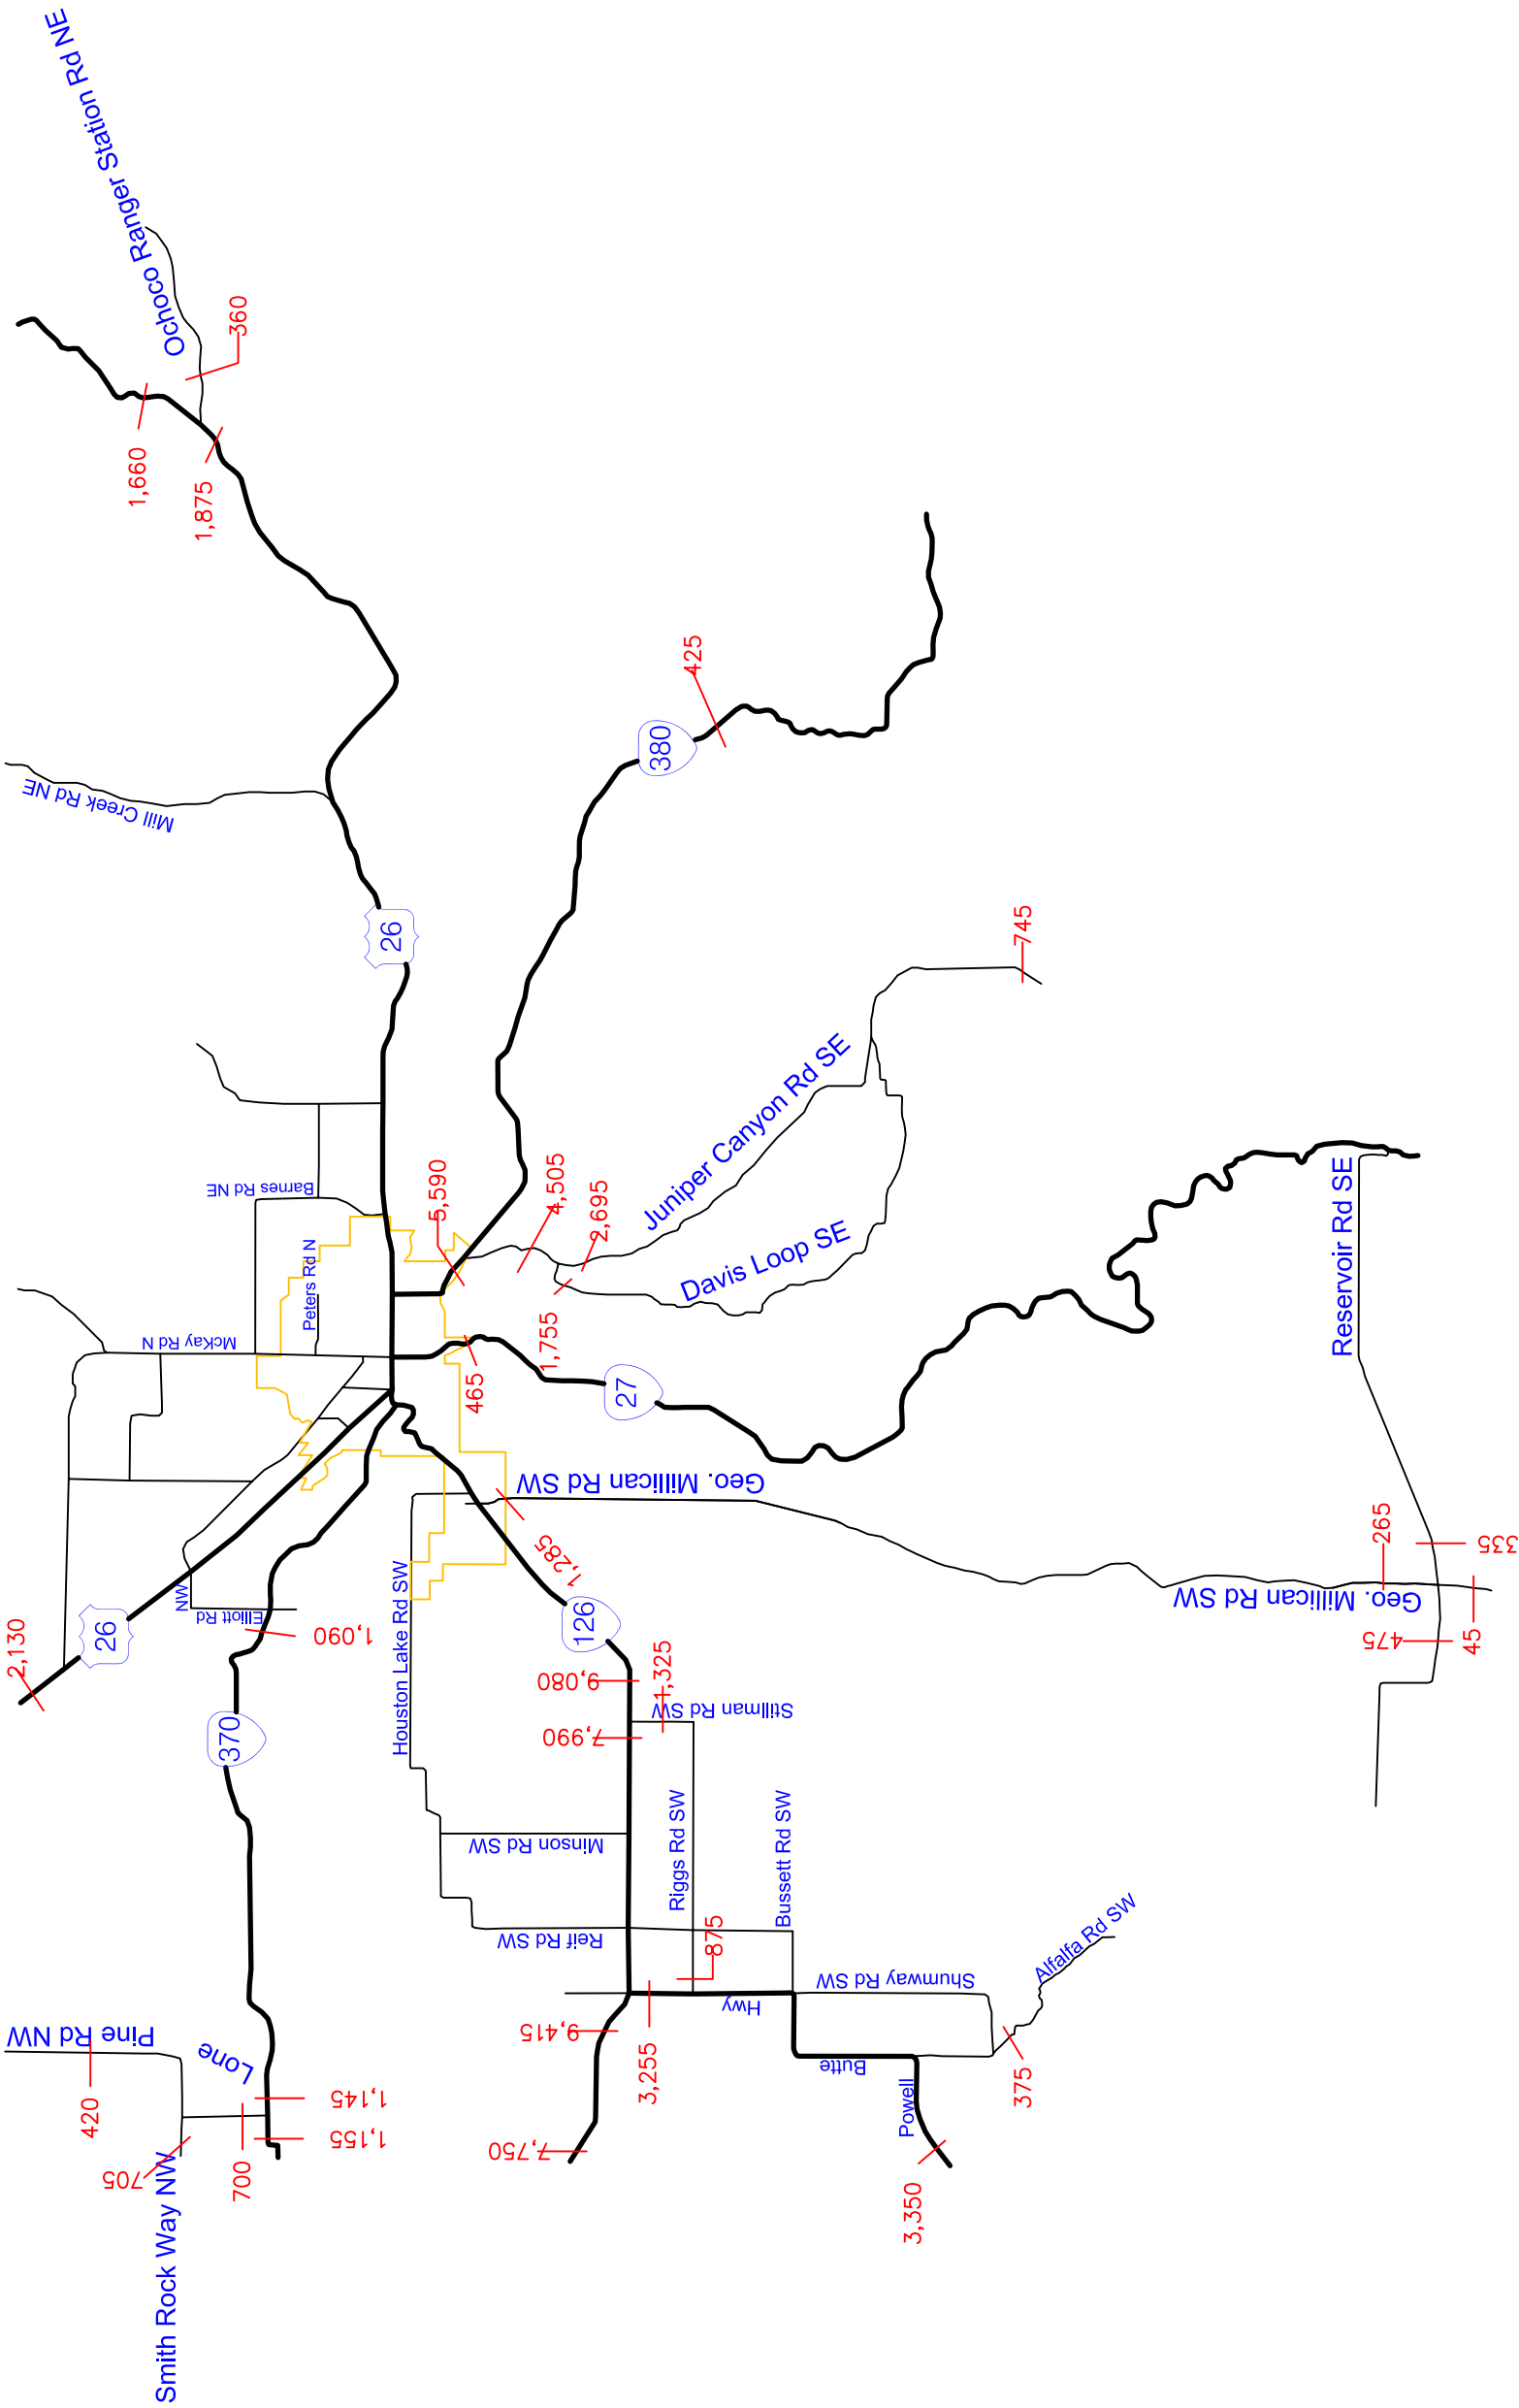 Ochoco Ranger Station Rd NE
360
1,660
1,875
425
380
Mill Creek Rd NE
26
745
Juniper Canyon Rd SE
Barnes Rd NE
5,590
4,505
2,695
Davis Loop SE
Peters Rd N
McKay Rd N
1,755
465
27
Reservoir Rd SE
Geo. Millican Rd SW
265
335
1,285
Geo. Millican Rd SW
475
45
Houston Lake Rd SW
NW
Elliott Rd
26
2,130
1,090
126
370
9,080
1,325
Stillman Rd SW
7,990
Minson Rd SW
Riggs Rd SW
Bussett Rd SW
Reif Rd SW
875
Shumway Rd SW
Alfalfa Rd SW
Hwy
Pine Rd NW
Lone
9,415
3,255
Butte
Powell
375
420
1,145
1,155
7,750
705
700
3,350
Smith Rock Way NW